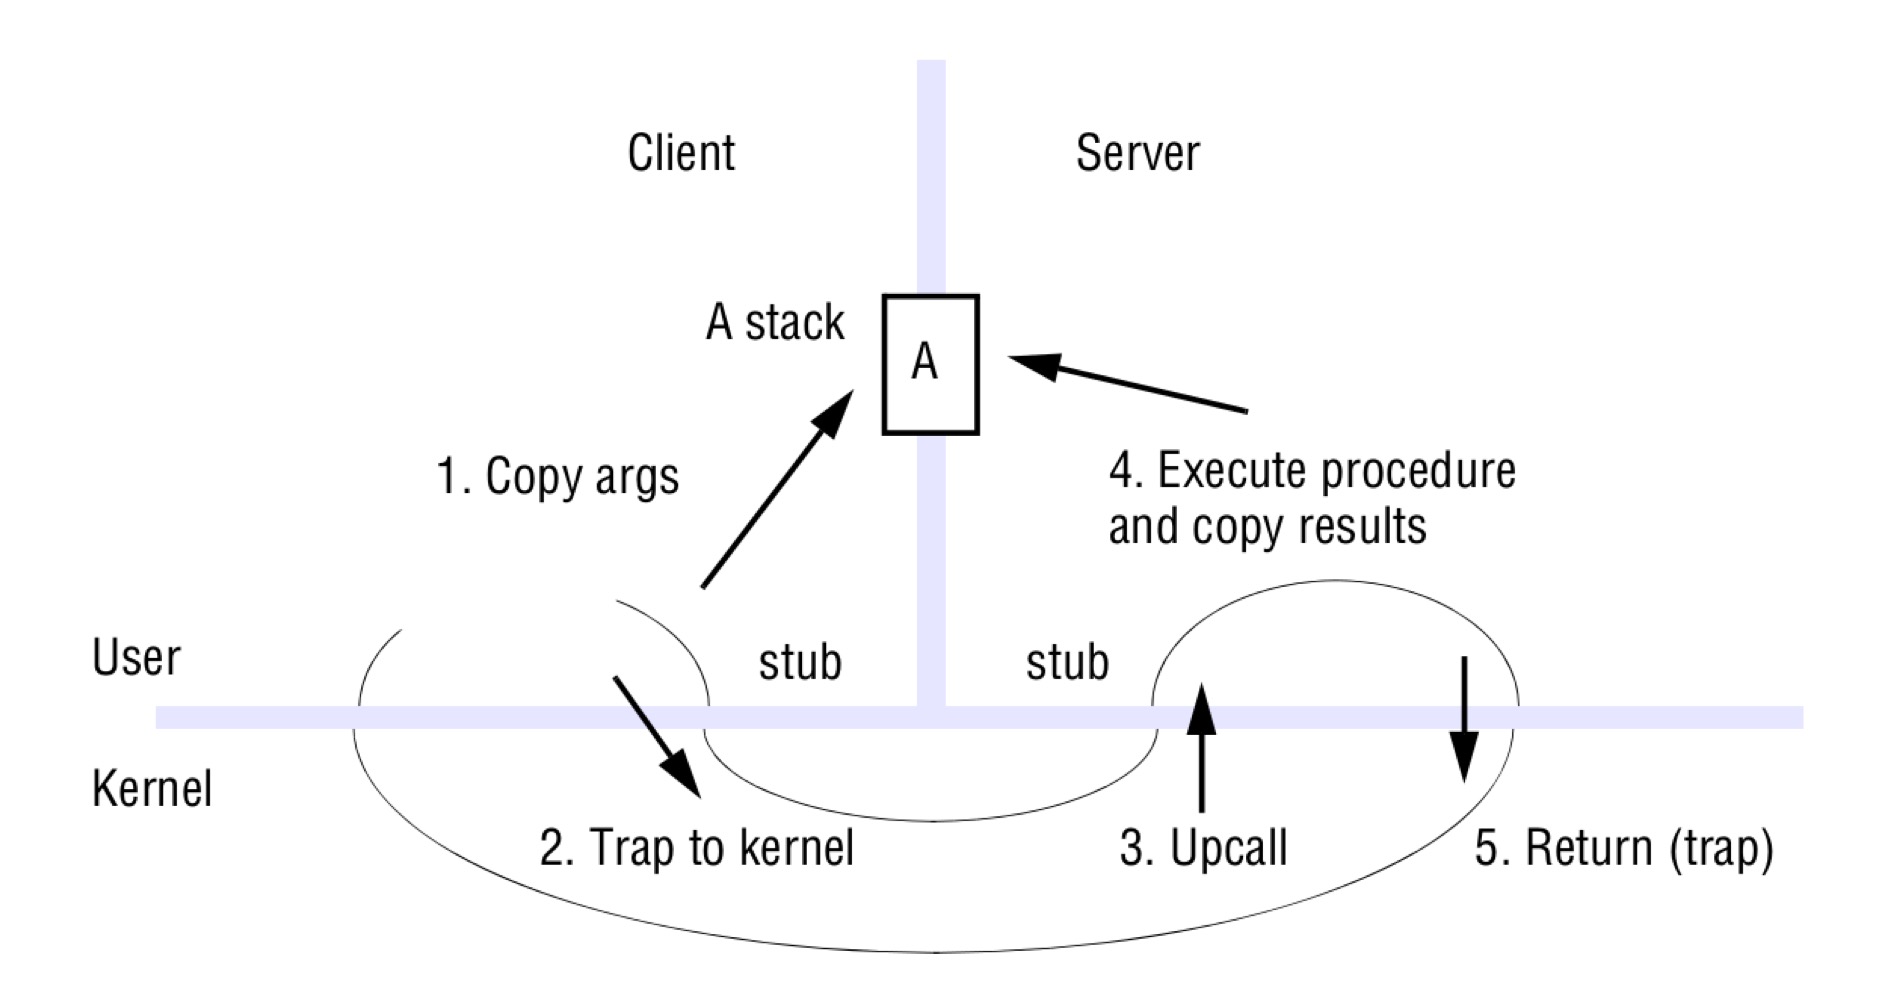 Client
Server
A stack
A
1. Copy args
4. Execute procedure
and copy results
User
stub
stub
Kernel
2. Trap to kernel
3. Upcall
5. Return (trap)